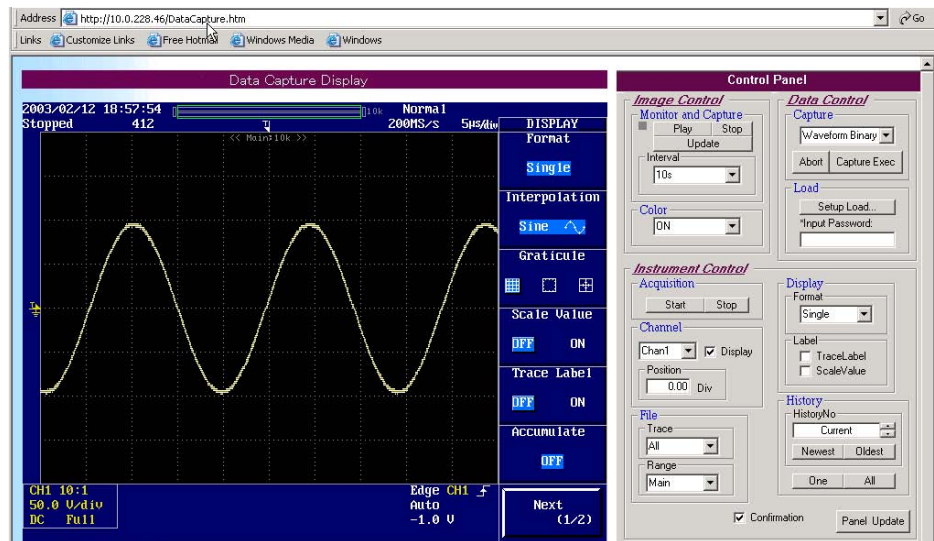 Address http://10.0.228.46/DataCapture.htm Go
Links Customize Links Free Hotmail Windows Media Windows
Data Capture Display
2003/02/12 18:57:54 10k Normal
Stopped 412 200MS/s 5µs/div
<< Main:10k >>
DISPLAY
Format
Single
Interpolation
Sine
Graticule
Scale Value
OFF ON
Trace Label
OFF ON
Accumulate
OFF
Next
(1/2)
CH1 10:1
50.0 V/div
DC Full
Edge CH1
Auto
-1.0 V
Control Panel
Image Control
Monitor and Capture
Play Stop
Update
Interval
10s
Color
ON
Data Control
Capture
Waveform Binary
Abort Capture Exec
Load
Setup Load...
*Input Password:
Instrument Control
Acquisition
Start Stop
Channel
Chan1 Display
Position
0.00 Div
File
Trace
All
Range
Main
Display
Format
Single
Label
TraceLabel
ScaleValue
History
HistoryNo
Current
Newest Oldest
One All
Confirmation Panel Update